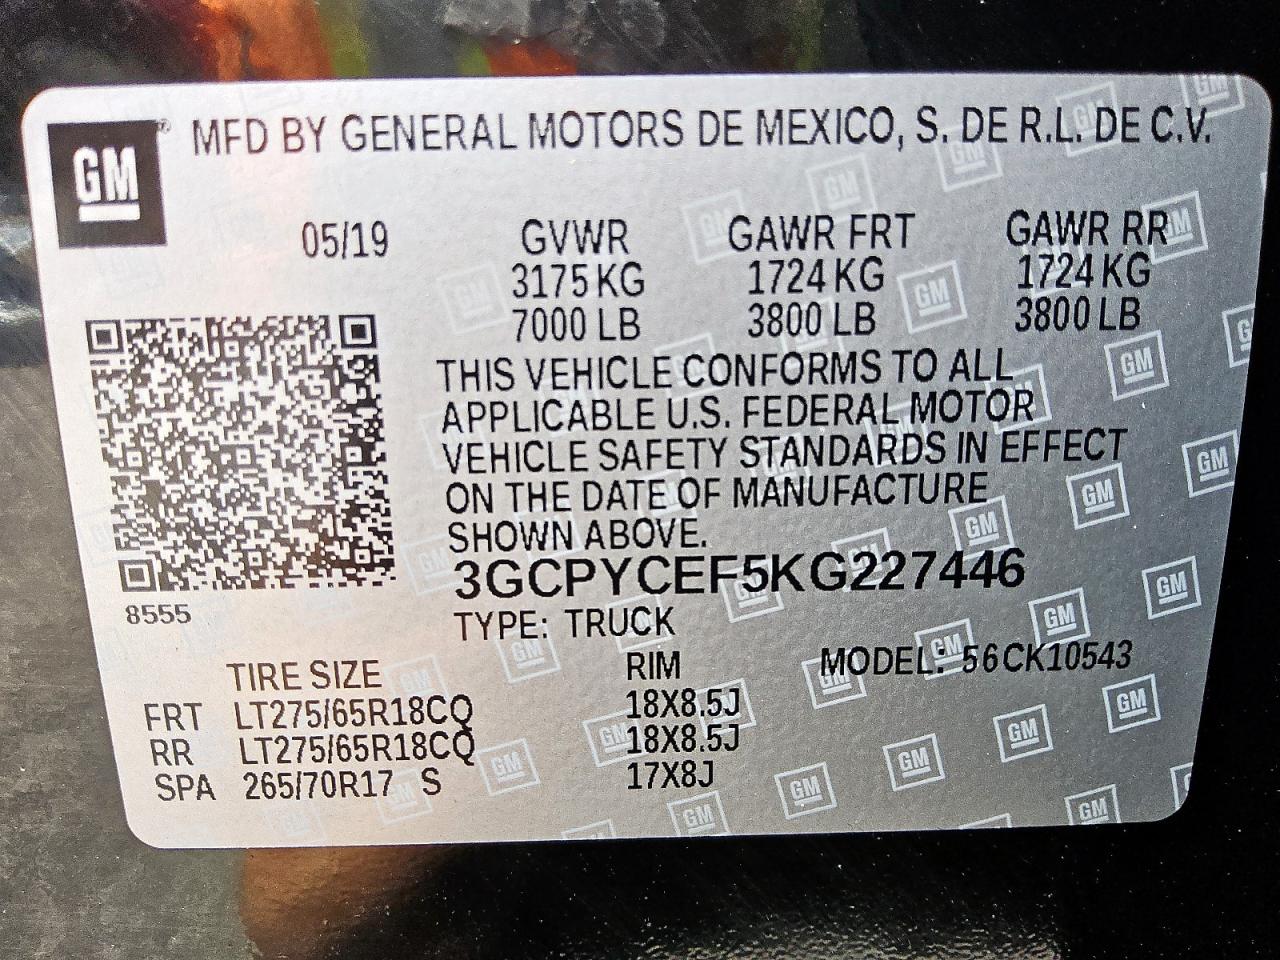 GM® MFD BY GENERAL MOTORS DE MEXICO, S. DE R.L. DE C.V.
05/19 GVWR GAWR FRT GAWR RR
3175 KG 1724 KG 1724 KG
7000 LB 3800 LB 3800 LB
THIS VEHICLE CONFORMS TO ALL
APPLICABLE U.S. FEDERAL MOTOR
VEHICLE SAFETY STANDARDS IN EFFECT
ON THE DATE OF MANUFACTURE
SHOWN ABOVE.
3GCPYCEF5KG227446
8555
TYPE: TRUCK
TIRE SIZE RIM MODEL: 56CK10543
FRT LT275/65R18CQ 18X8.5J
RR LT275/65R18CQ 18X8.5J
SPA 265/70R17 S 17X8J